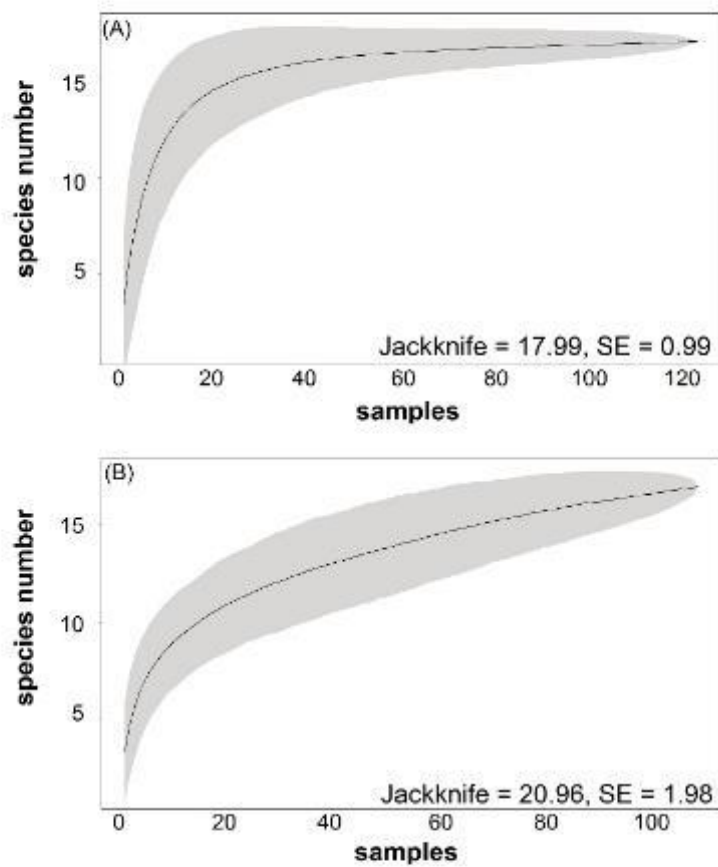 (A)
species number
15
10
5
Jackknife = 17.99, SE = 0.99
0 20 40 60 80 100 120
samples
(B)
species number
15
10
5
Jackknife = 20.96, SE = 1.98
0 20 40 60 80 100
samples